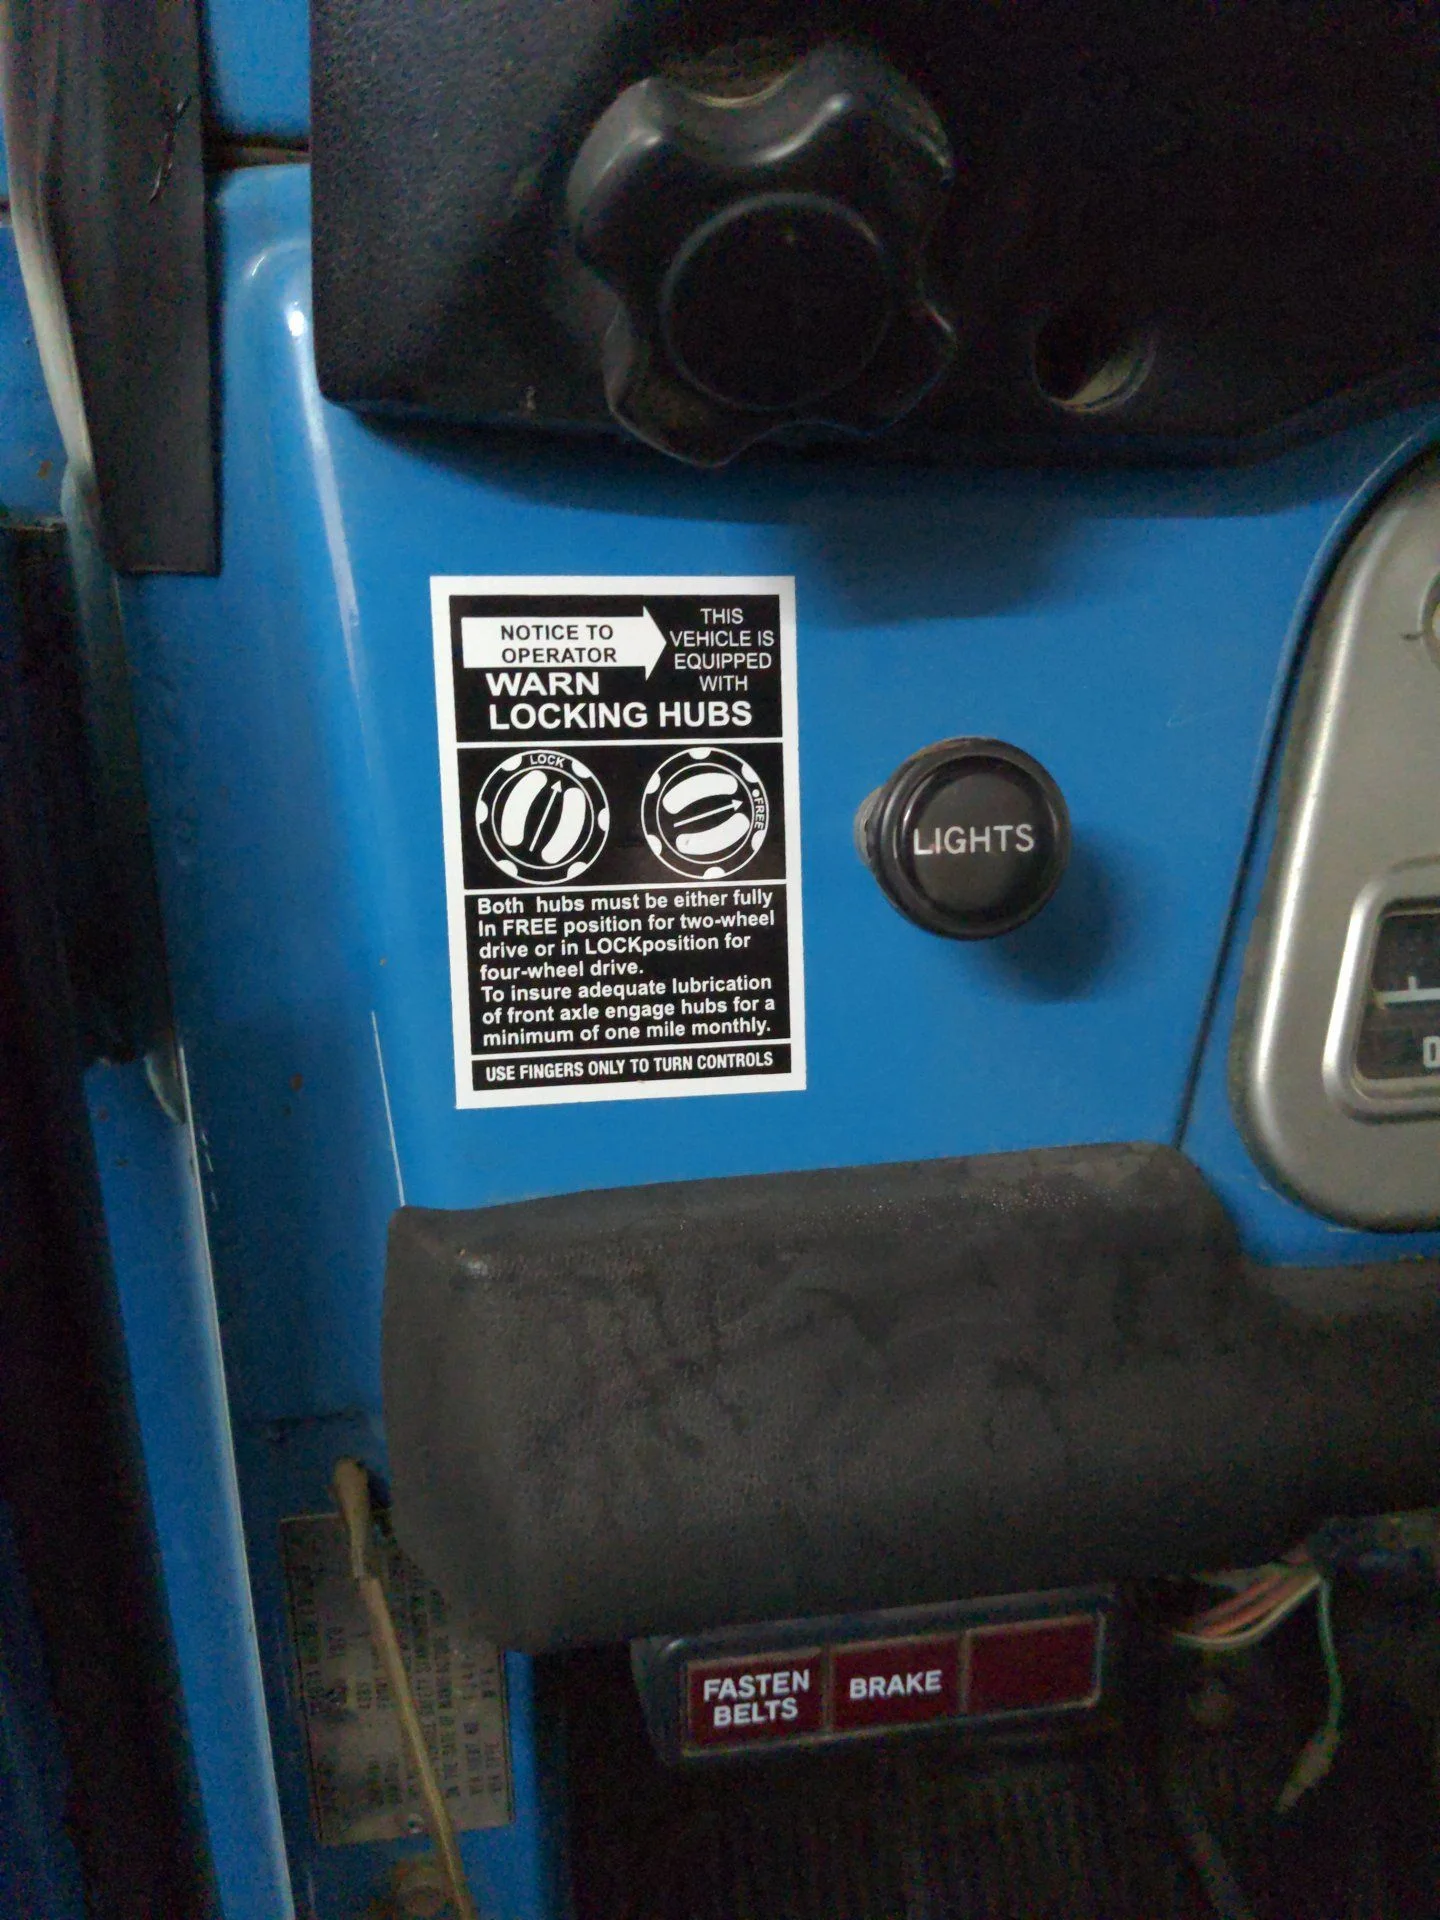 NOTICE TO
OPERATOR
THIS
VEHICLE IS
EQUIPPED
WITH
WARN
LOCKING HUBS
LOCK
FREE
Both hubs must be either fully
In FREE position for two-wheel
drive or in LOCKposition for
four-wheel drive.
To insure adequate lubrication
of front axle engage hubs for a
minimum of one mile monthly.
USE FINGERS ONLY TO TURN CONTROLS
LIGHTS
FASTEN
BELTS
BRAKE